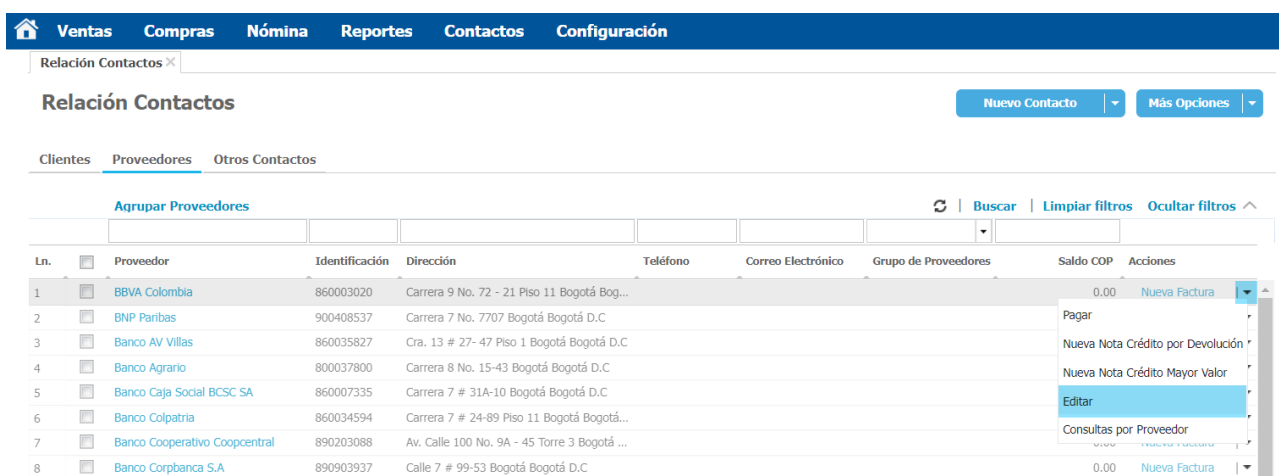 Ventas Compras Nómina Reportes Contactos Configuración
Relación Contactos
Relación Contactos
Nuevo Contacto Más Opciones
Clientes Proveedores Otros Contactos
Agrupar Proveedores | Buscar | Limpiar filtros Ocultar filtros
Ln. Proveedor Identificación Dirección Teléfono Correo Electrónico Grupo de Proveedores Saldo COP Acciones
1 BBVA Colombia 860003020 Carrera 9 No. 72 - 21 Piso 11 Bogotá Bog... 0.00 Nueva Factura
2 BNP Paribas 900408537 Carrera 7 No. 7707 Bogotá Bogotá D.C
3 Banco AV Villas 860035827 Cra. 13 # 27- 47 Piso 1 Bogotá Bogotá D.C
4 Banco Agrario 800037800 Carrera 8 No. 15-43 Bogotá Bogotá D.C
5 Banco Caja Social BCSC SA 860007335 Carrera 7 # 31A-10 Bogotá Bogotá D.C
6 Banco Colpatria 860034594 Carrera 7 # 24-89 Piso 11 Bogotá Bogotá...
7 Banco Cooperativo Coopcentral 890203088 Av. Calle 100 No. 9A - 45 Torre 3 Bogotá ... 0.00 Nueva Factura
8 Banco Corpbanca S.A 890903937 Calle 7 # 99-53 Bogotá Bogotá D.C 0.00 Nueva Factura
Pagar
Nueva Nota Crédito por Devolución
Nueva Nota Crédito Mayor Valor
Editar
Consultas por Proveedor